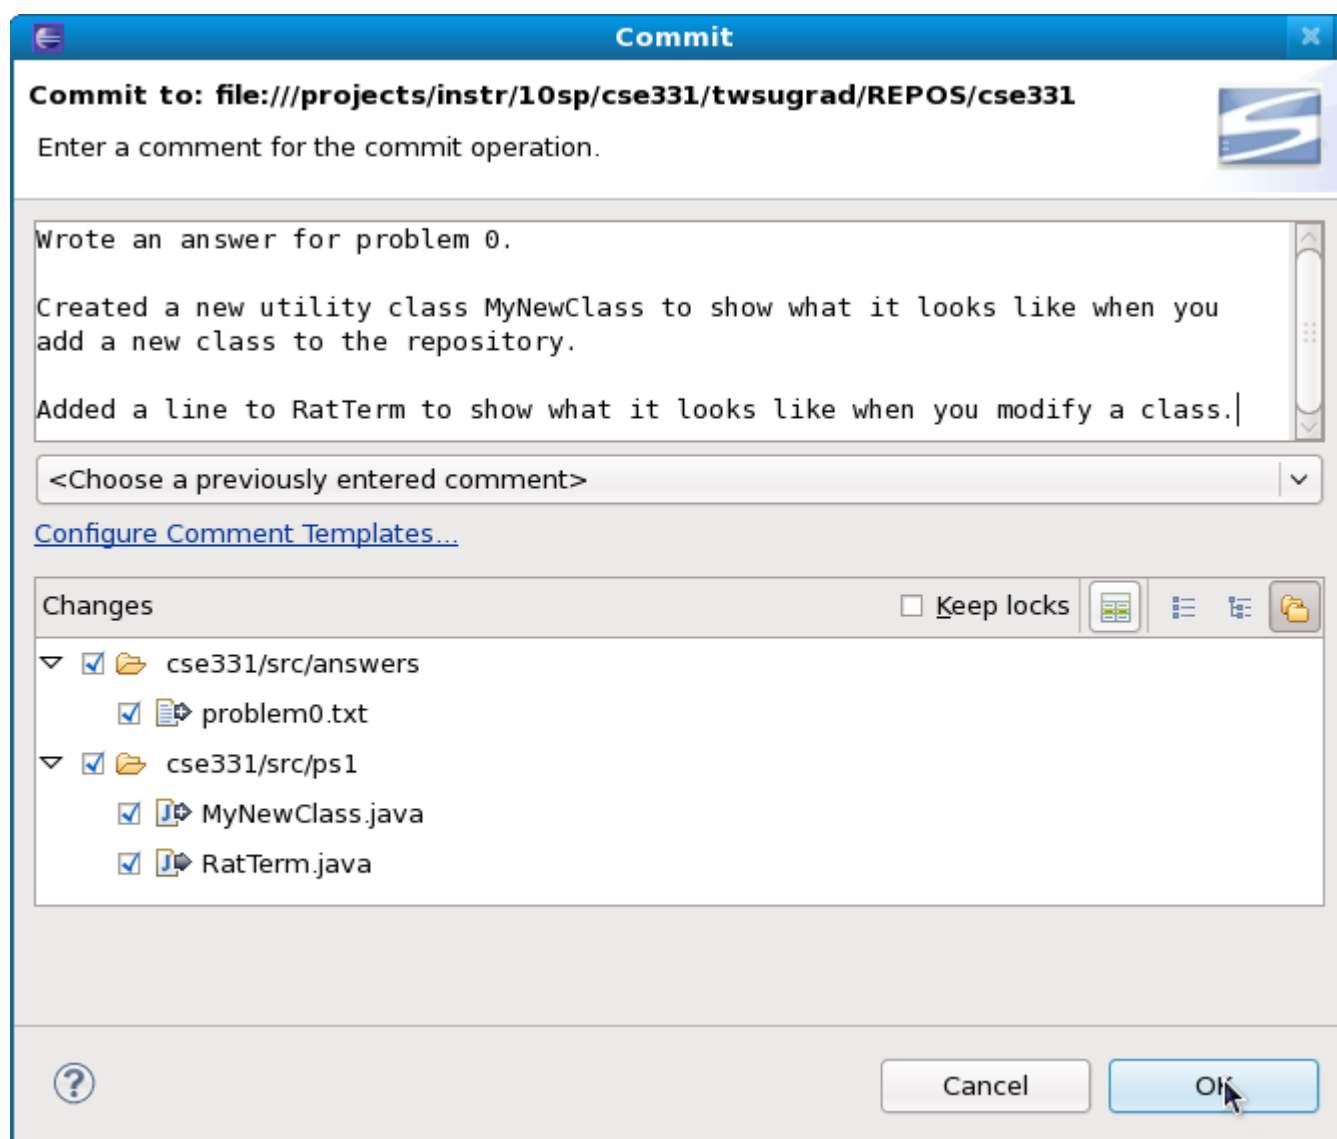 Commit
Commit to: file:///projects/instr/10sp/cse331/twsugrad/REPOS/cse331
Enter a comment for the commit operation.
Wrote an answer for problem 0.
Created a new utility class MyNewClass to show what it looks like when you
add a new class to the repository.
Added a line to RatTerm to show what it looks like when you modify a class.
<Choose a previously entered comment>
Configure Comment Templates...
Changes
Keep locks
cse331/src/answers
problem0.txt
cse331/src/ps1
MyNewClass.java
RatTerm.java
Cancel
OK